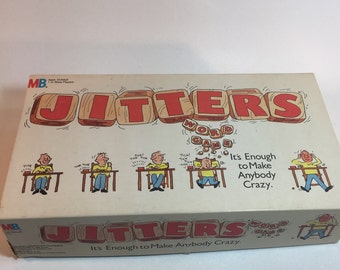 MB
JITTERS
WORD
GAME
It's Enough
to Make
Anybody
Crazy.
MB
JITTERS
WORD
GAME
It's Enough to Make Anybody Crazy.